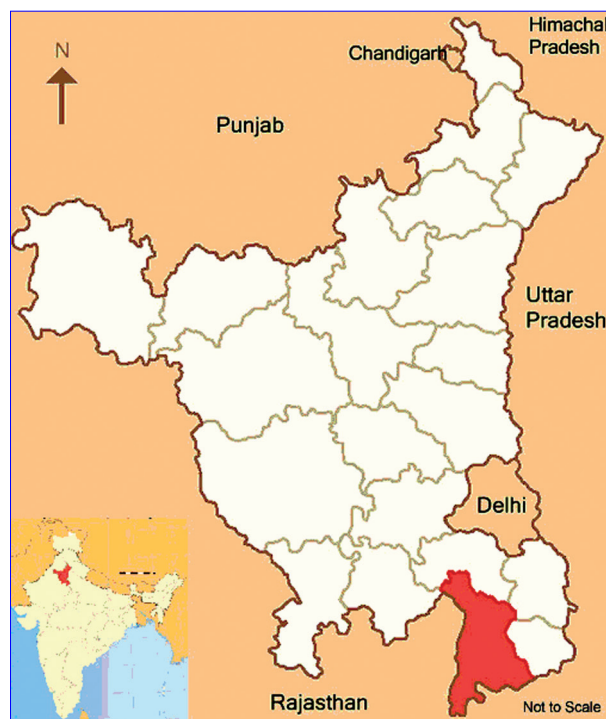 Himachal
Pradesh
N
Chandigarh
Punjab
Uttar
Pradesh
Delhi
Rajasthan
Not to Scale